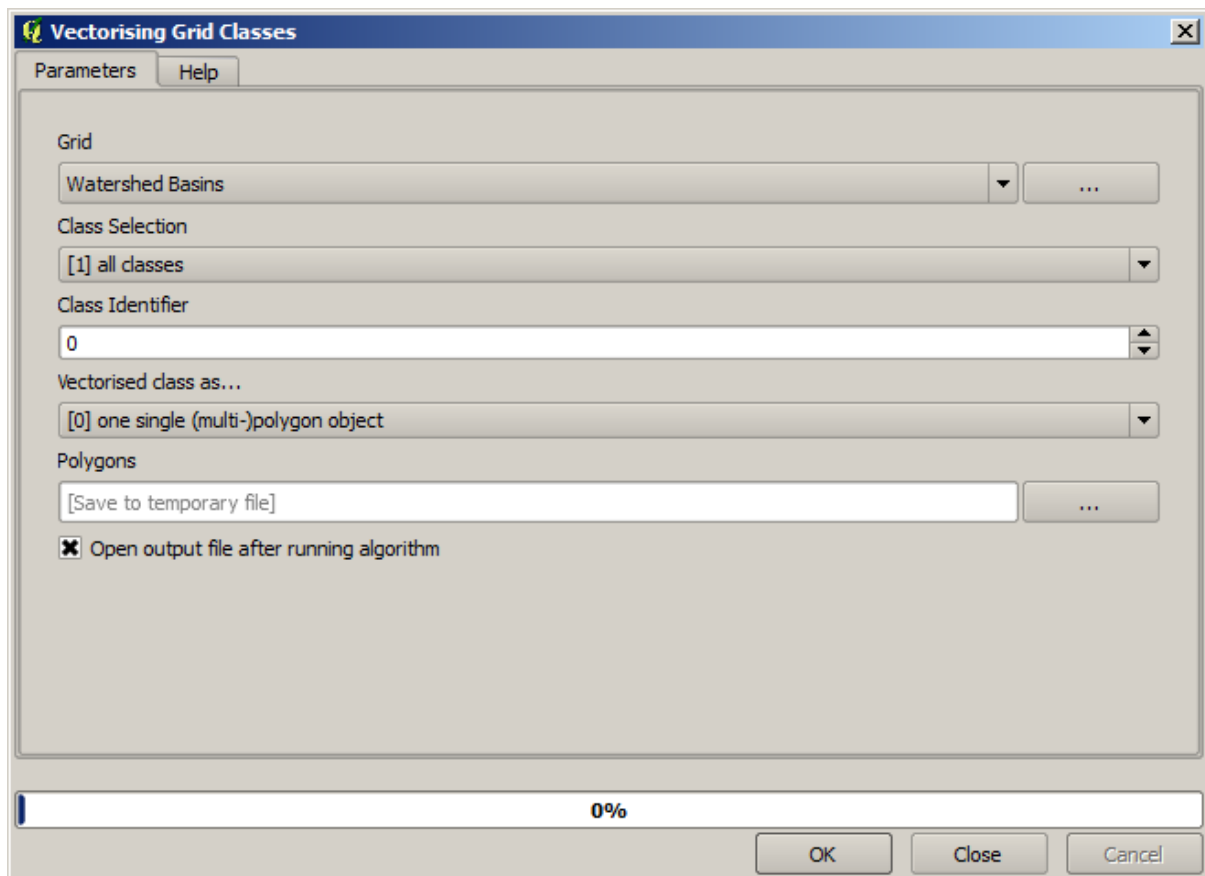 Vectorising Grid Classes
Parameters Help
Grid
Watershed Basins ...
Class Selection
[1] all classes
Class Identifier
0
Vectorised class as...
[0] one single (multi-)polygon object
Polygons
[Save to temporary file] ...
Open output file after running algorithm
0%
OK Close Cancel